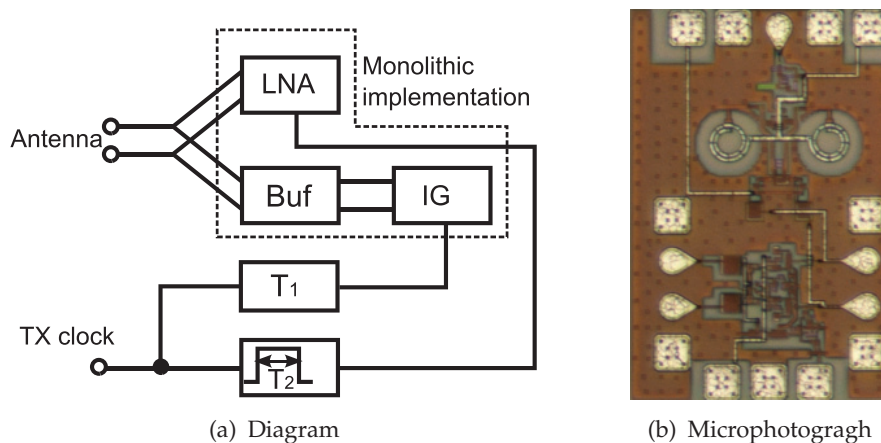 LNA
Monolithic
implementation
Antenna
Buf
IG
T1
TX clock
T2
(a) Diagram
(b) Microphotogragh